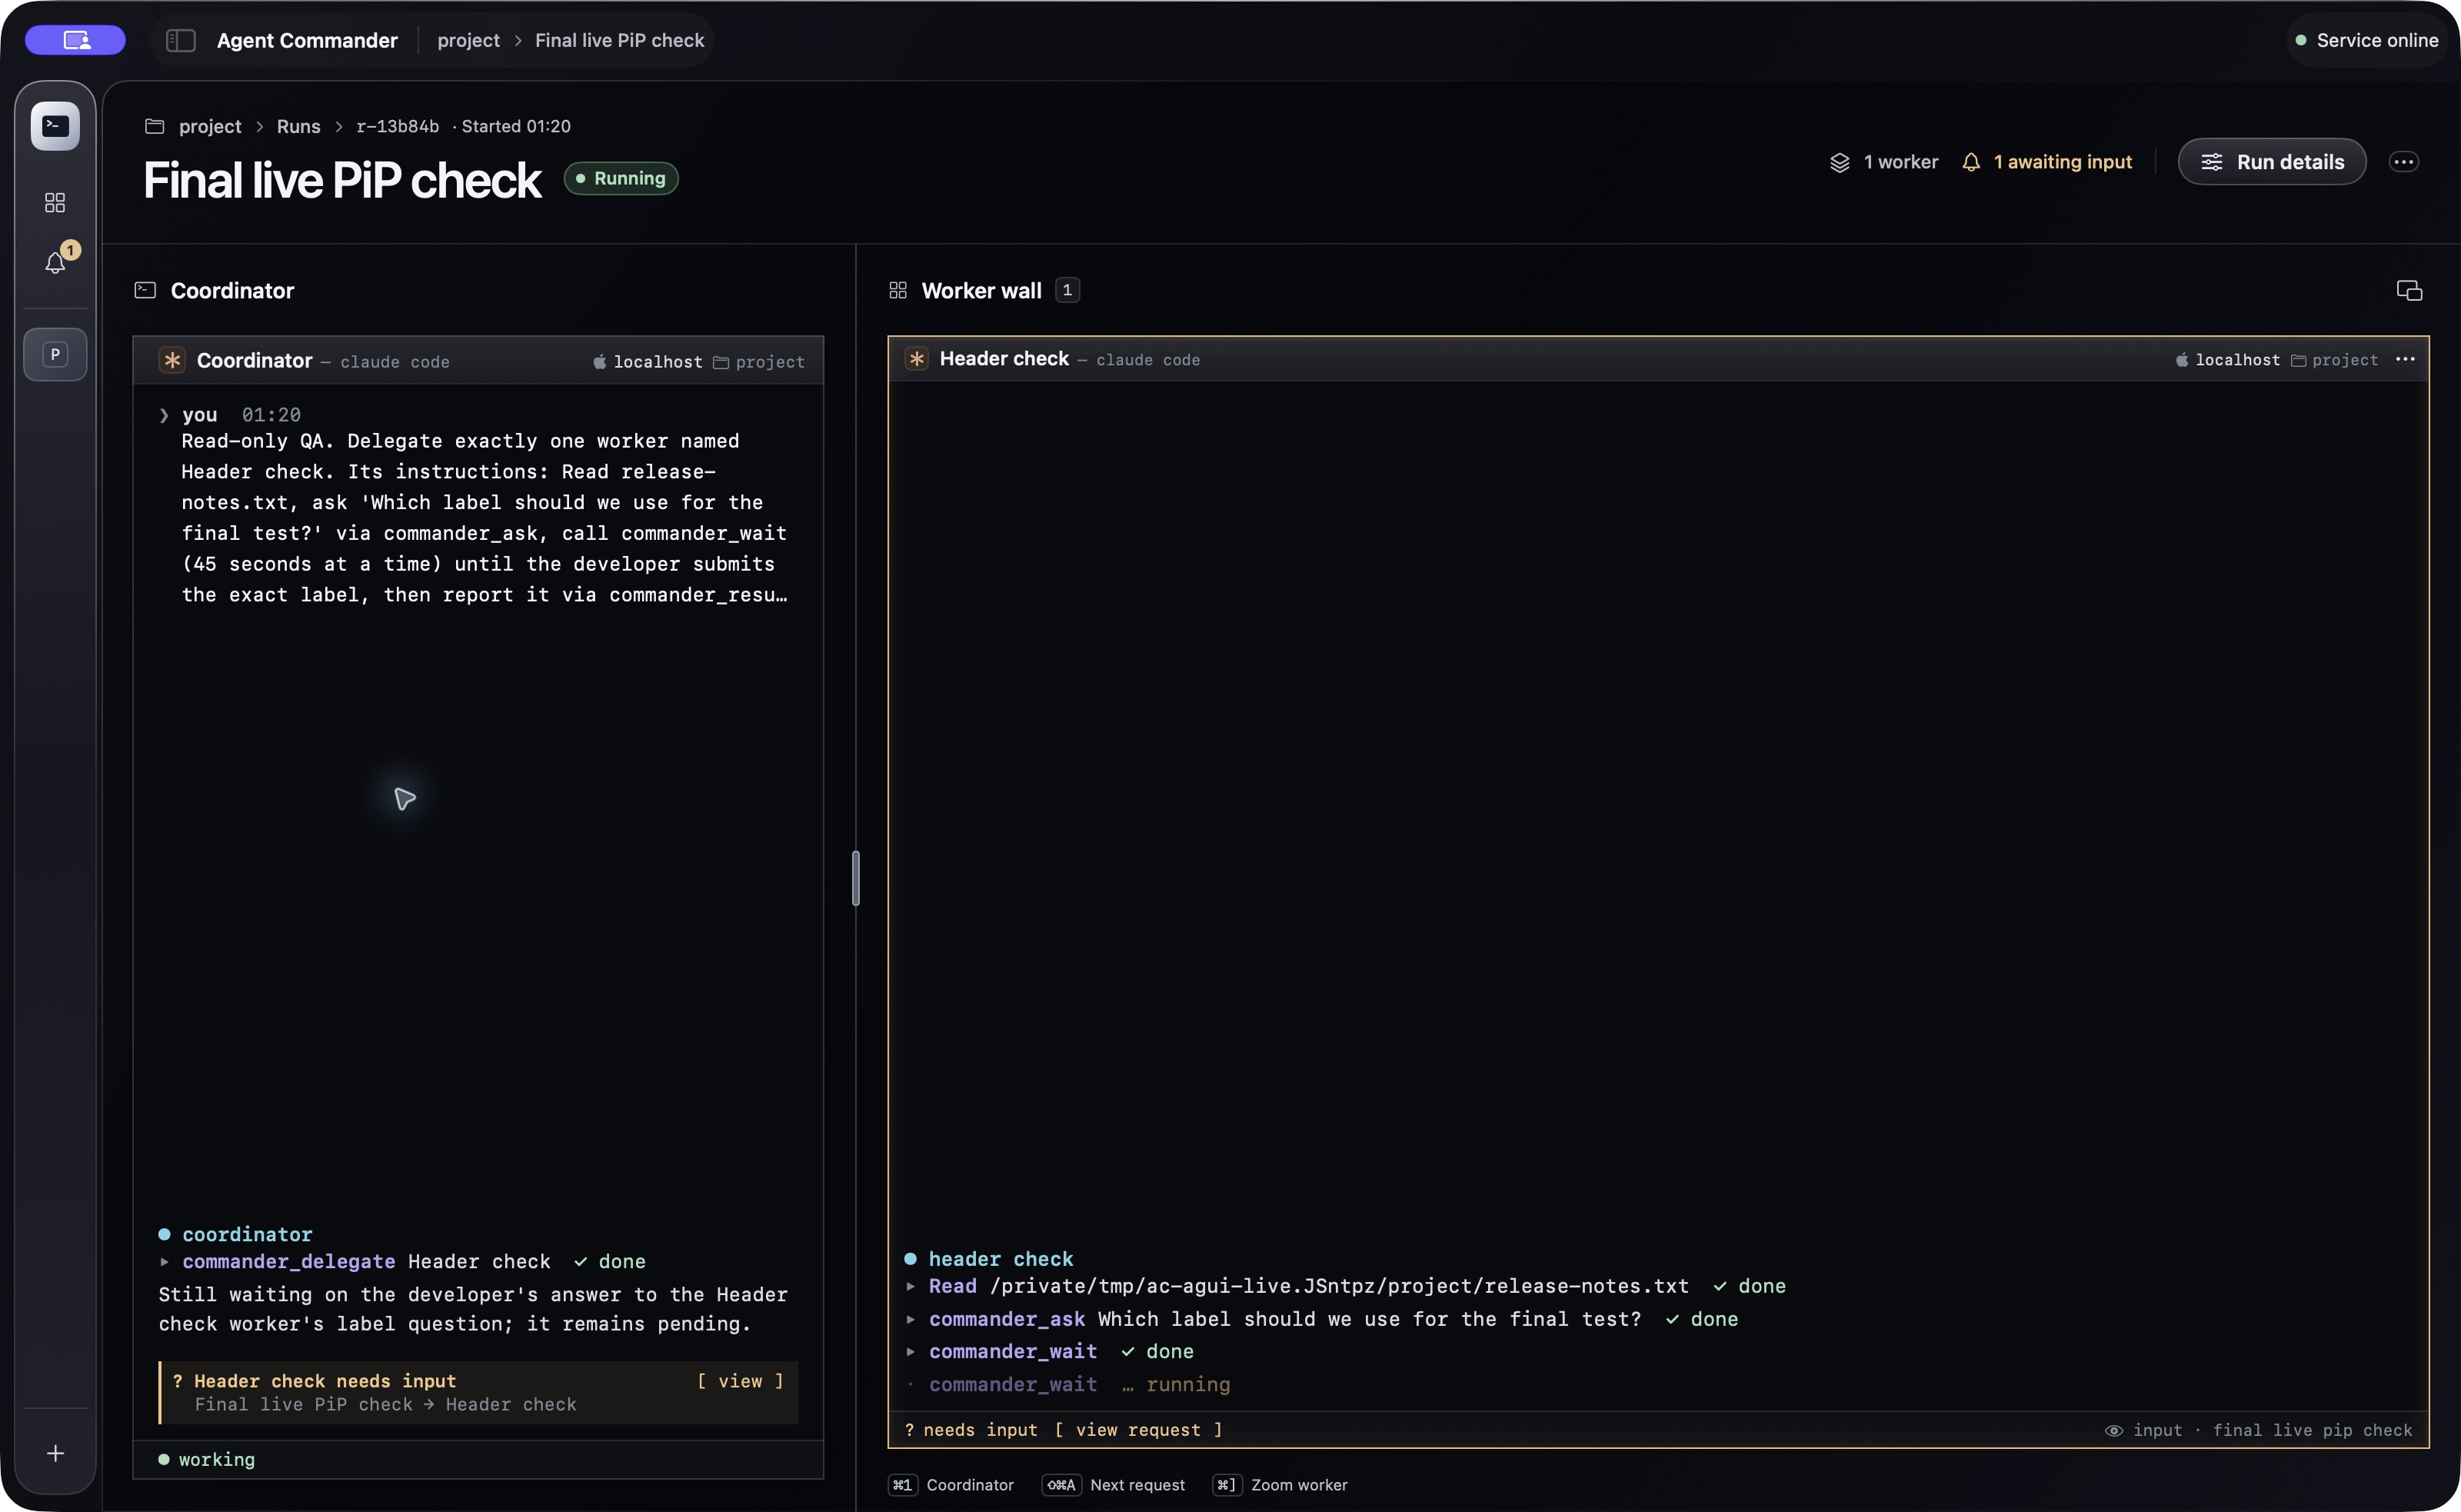 Agent Commander
project > Final live PiP check
Service online
project > Runs > r-13b84b · Started 01:20
Final live PiP check
Running
1 worker
1 awaiting input
Run details
1
P
Coordinator
Worker wall 1
Coordinator — claude code
localhost project
❯ you 01:20
Read-only QA. Delegate exactly one worker named
Header check. Its instructions: Read release-
notes.txt, ask 'Which label should we use for the
final test?' via commander_ask, call commander_wait
(45 seconds at a time) until the developer submits
the exact label, then report it via commander_resu…
coordinator
commander_delegate Header check ✓ done
Still waiting on the developer's answer to the Header
check worker's label question; it remains pending.
? Header check needs input [ view ]
Final live PiP check → Header check
working
Header check — claude code
localhost project
header check
Read /private/tmp/ac-agui-live.JSntpz/project/release-notes.txt ✓ done
commander_ask Which label should we use for the final test? ✓ done
commander_wait ✓ done
· commander_wait … running
? needs input [ view request ]
input · final live pip check
⌘1 Coordinator
⇧⌘A Next request
⌘] Zoom worker